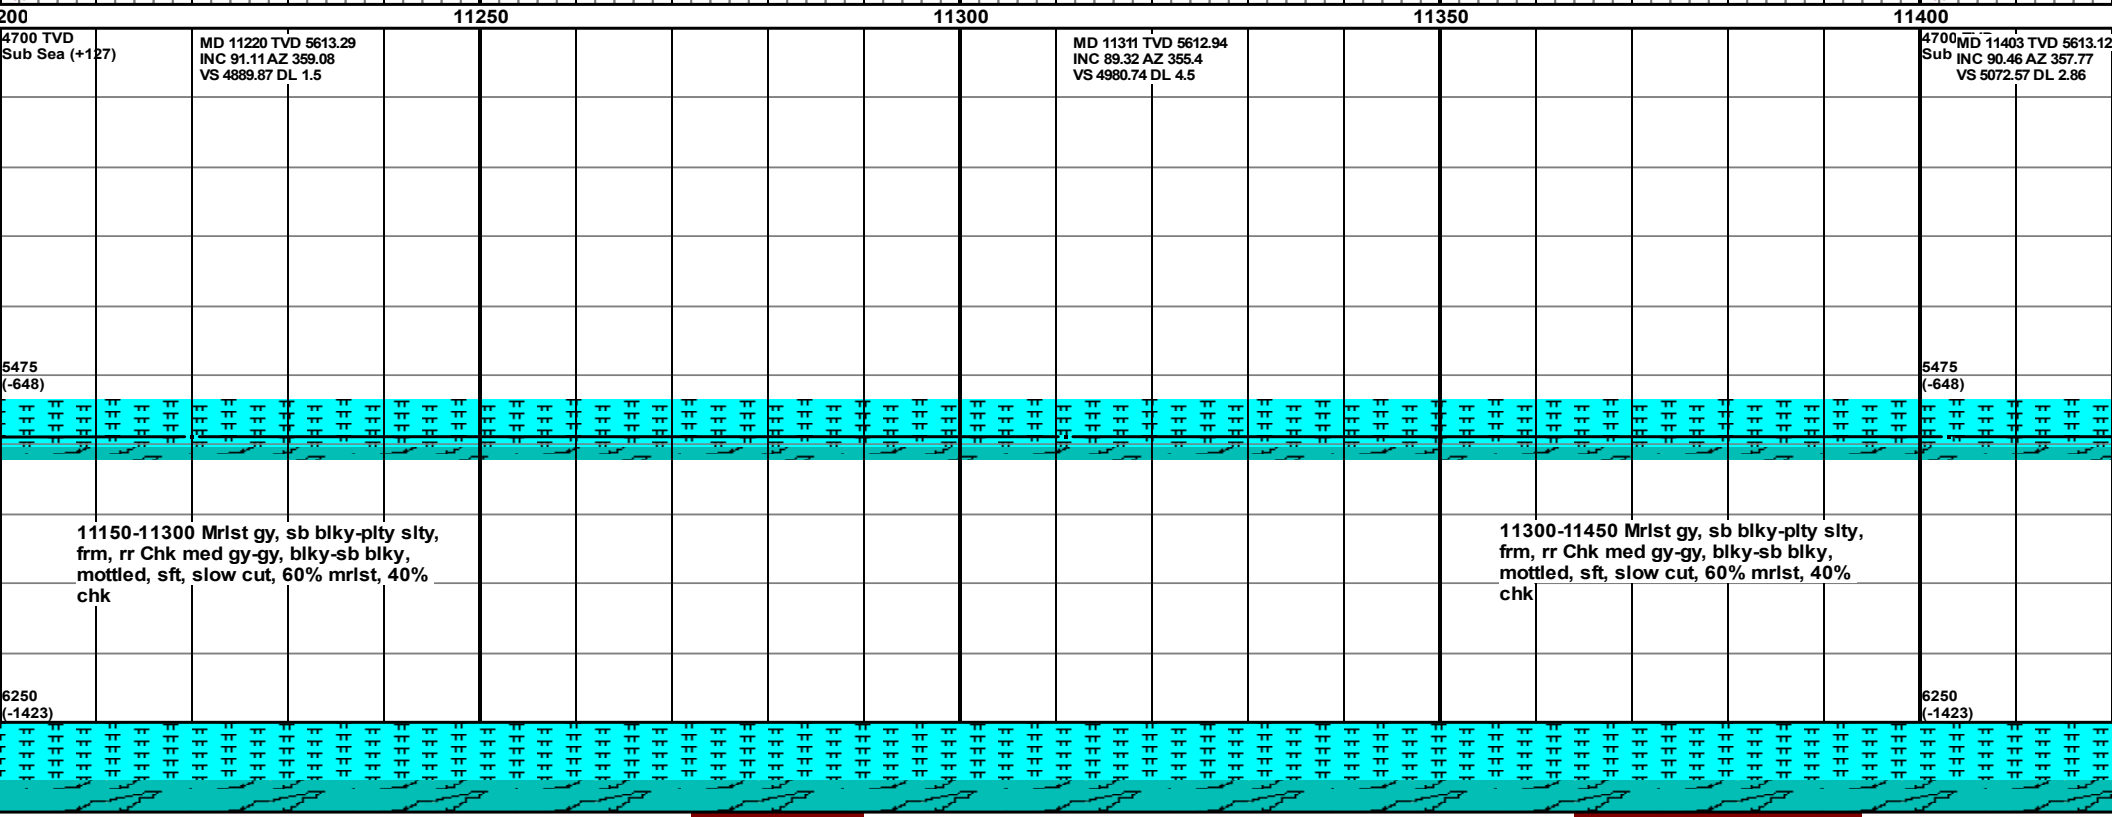 200 11250 11300 11350 11400
4700 TVD
Sub Sea (+127)
MD 11220 TVD 5613.29
INC 91.11 AZ 359.08
VS 4889.87 DL 1.5
MD 11311 TVD 5612.94
INC 89.32 AZ 355.4
VS 4980.74 DL 4.5
4700 TVD
Sub
MD 11403 TVD 5613.12
INC 90.46 AZ 357.77
VS 5072.57 DL 2.86
5475
(-648)
5475
(-648)
11150-11300 Mrlst gy, sb blky-plty slty,
frm, rr Chk med gy-gy, blky-sb blky,
mottled, sft, slow cut, 60% mrlst, 40%
chk
11300-11450 Mrlst gy, sb blky-plty slty,
frm, rr Chk med gy-gy, blky-sb blky,
mottled, sft, slow cut, 60% mrlst, 40%
chk
6250
(-1423)
6250
(-1423)